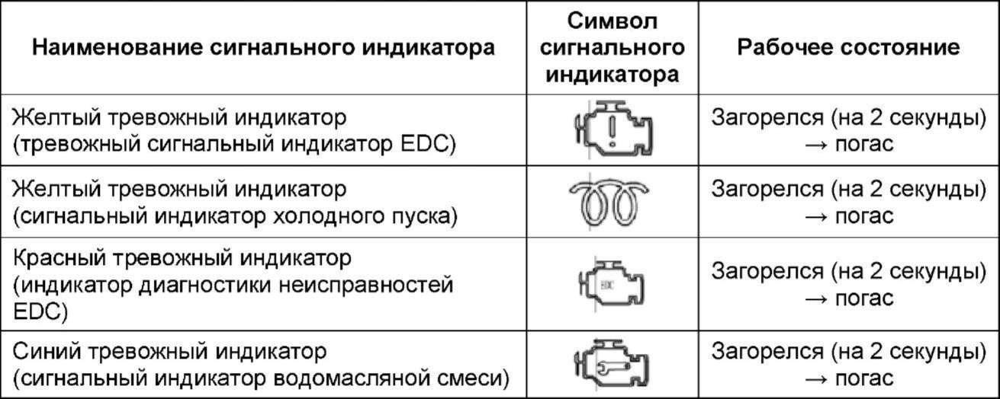 Наименование сигнального индикатора
Символ
сигнального
индикатора
Рабочее состояние
Желтый тревожный индикатор
(тревожный сигнальный индикатор EDC)
Загорелся (на 2 секунды)
→ погас
Желтый тревожный индикатор
(сигнальный индикатор холодного пуска)
Загорелся (на 2 секунды)
→ погас
Красный тревожный индикатор
(индикатор диагностики неисправностей
EDC)
EDC
Загорелся (на 2 секунды)
→ погас
Синий тревожный индикатор
(сигнальный индикатор водомасляной смеси)
Загорелся (на 2 секунды)
→ погас